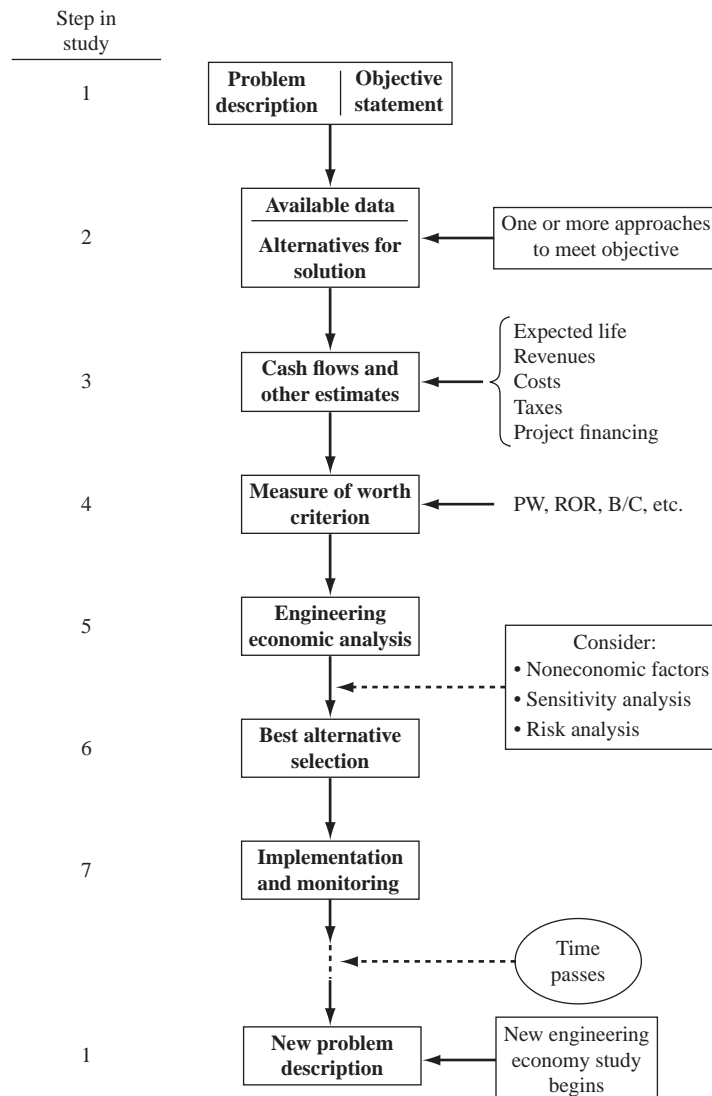 Step in
study
1
Problem
description
Objective
statement
2
Available data
Alternatives for
solution
One or more approaches
to meet objective
3
Cash flows and
other estimates
Expected life
Revenues
Costs
Taxes
Project financing
4
Measure of worth
criterion
PW, ROR, B/C, etc.
5
Engineering
economic analysis
Consider:
• Noneconomic factors
• Sensitivity analysis
• Risk analysis
6
Best alternative
selection
7
Implementation
and monitoring
Time
passes
1
New problem
description
New engineering
economy study
begins